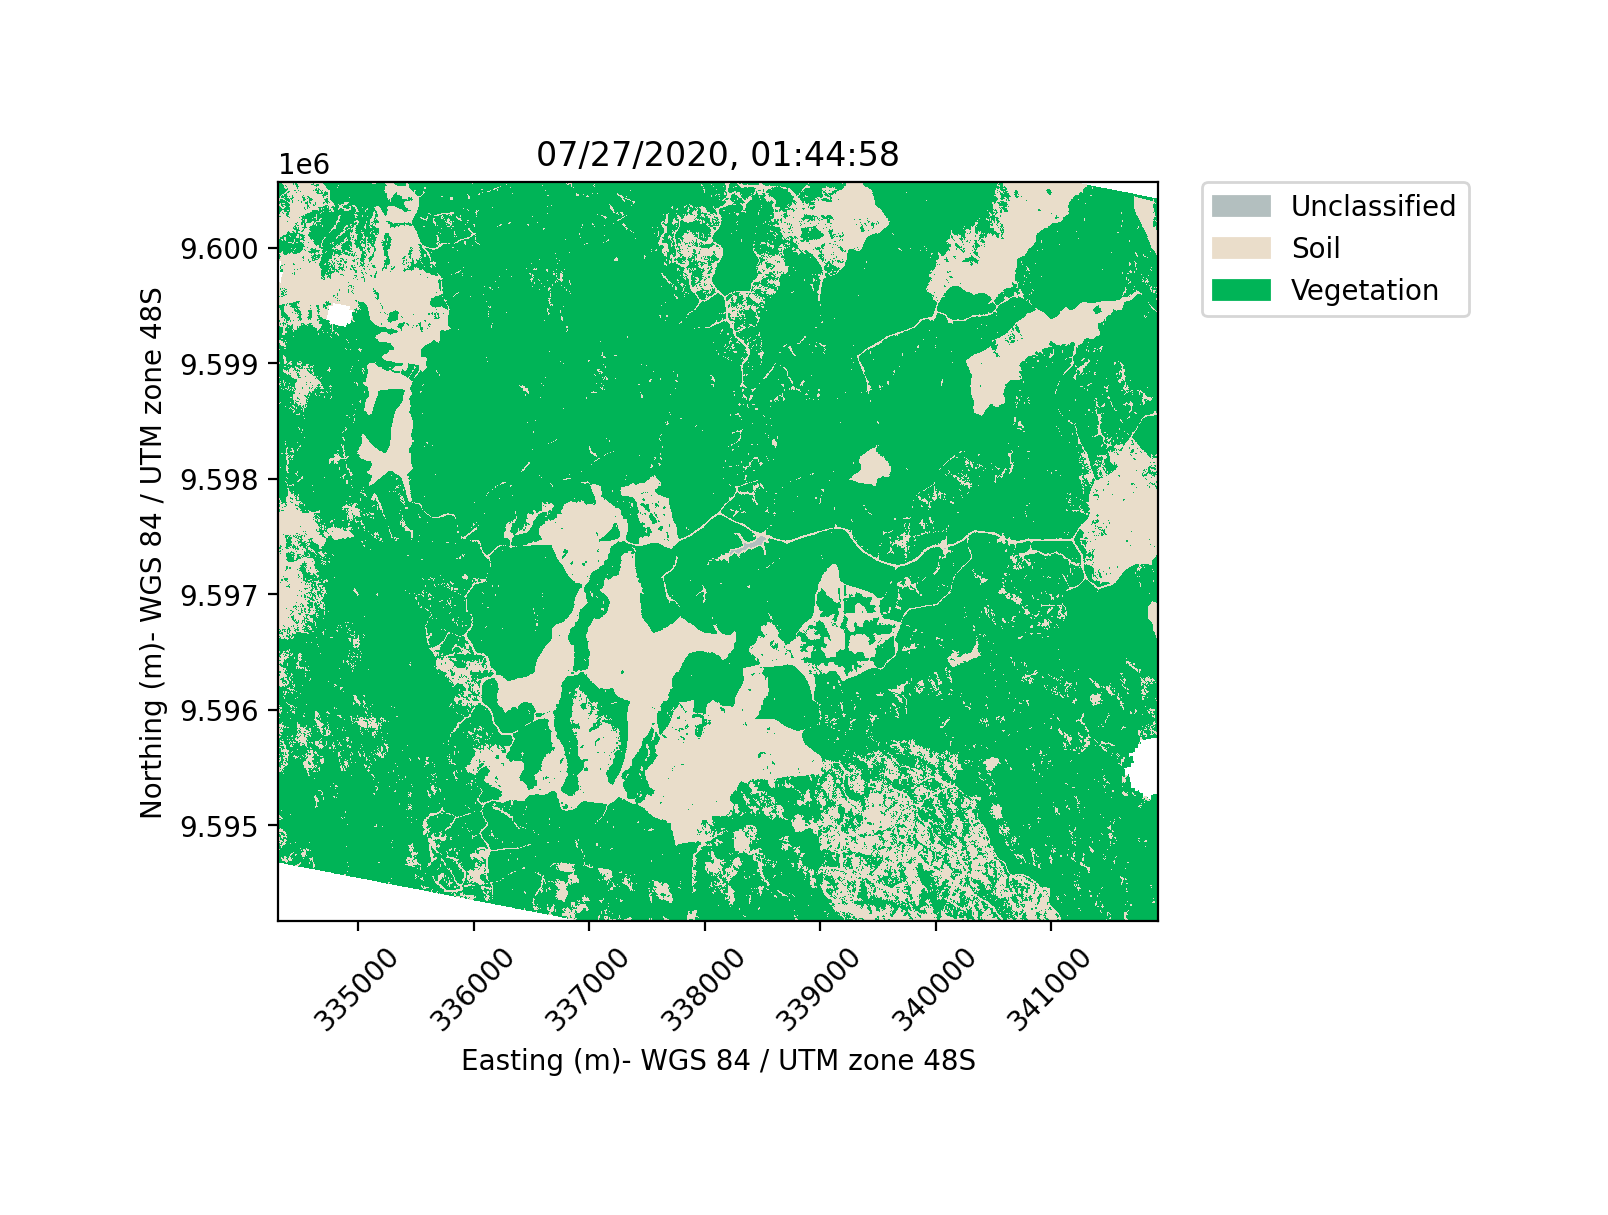 07/27/2020, 01:44:58
1e6
Unclassified
Soil
Vegetation
9.600
9.599
9.598
9.597
9.596
9.595
Northing (m)- WGS 84 / UTM zone 48S
335000
336000
337000
338000
339000
340000
341000
Easting (m)- WGS 84 / UTM zone 48S